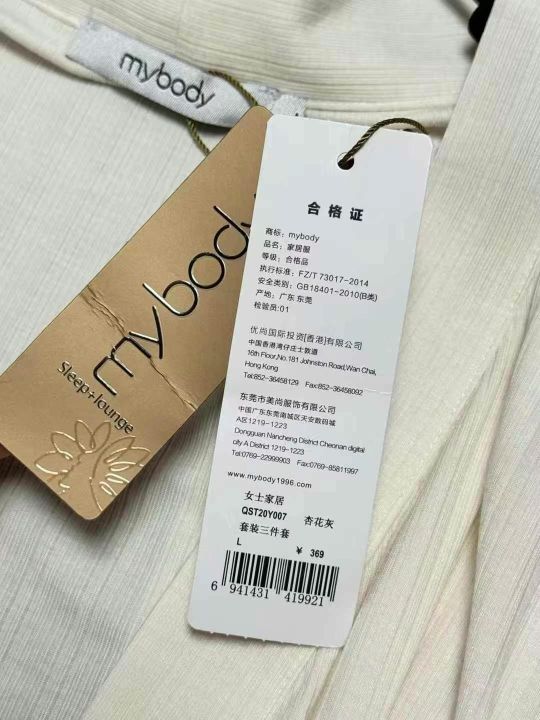 mybody
L
mybody
Sleep+lounge
合格证
商标: mybody
品名: 家居服
等级: 合格品
执行标准: FZ/T 73017-2014
安全类别: GB18401-2010(B类)
产地: 广东 东莞
检验员:01
优尚国际投资[香港]有限公司
中国香港湾仔庄士敦道
16th Floor,No.181 Johnston Road,Wan Chai,
Hong Kong
Tel:852-36458129 Fax:852-36458092
东莞市美尚服饰有限公司
中国广东东莞南城区天安数码城
A区1219-1223
Dongguan Nancheng District Cheonan digital
city A District 1219-1223
Tel:0769-22999903 Fax:0769-85811997
www.mybody1996.com
女士家居
QST20Y007 杏花灰
套装三件套
L ¥ 369
6 941431 419921